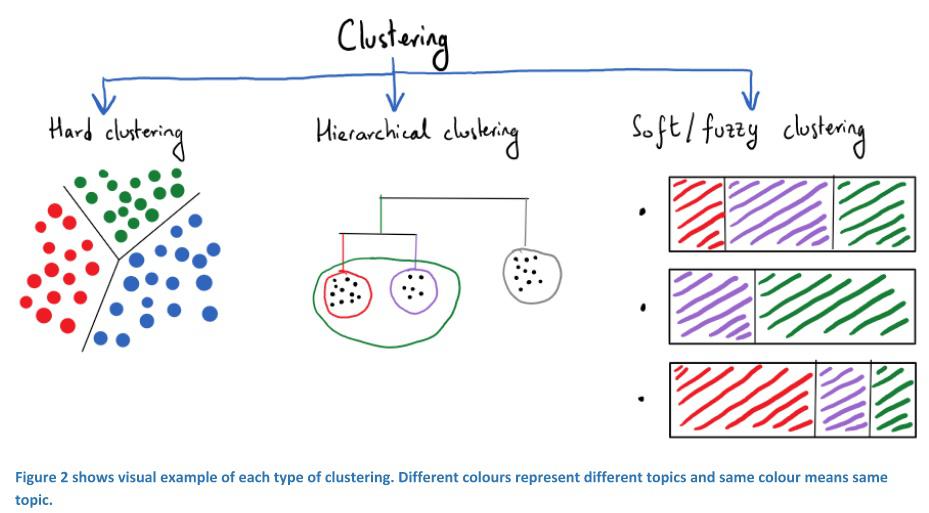 Clustering
Hard clustering
Hierarchical clustering
Soft/fuzzy clustering
Figure 2 shows visual example of each type of clustering. Different colours represent different topics and same colour means same
topic.